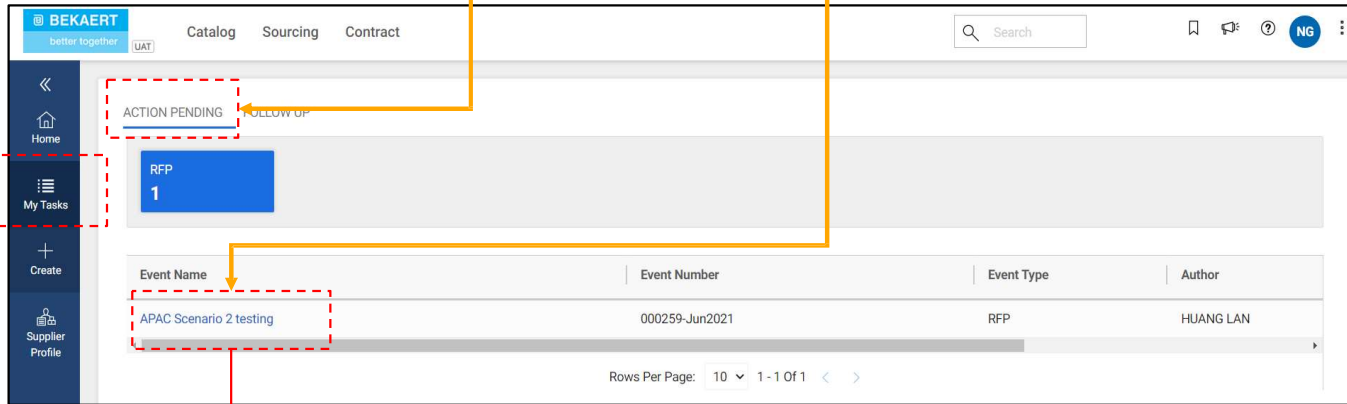 BEKAERT
better together
UAT
Catalog Sourcing Contract
Search
NG
Home
My Tasks
Create
Supplier
Profile
ACTION PENDING FOLLOW UP
RFP
1
Event Name Event Number Event Type Author
APAC Scenario 2 testing 000259-Jun2021 RFP HUANG LAN
Rows Per Page: 10 1 - 1 Of 1